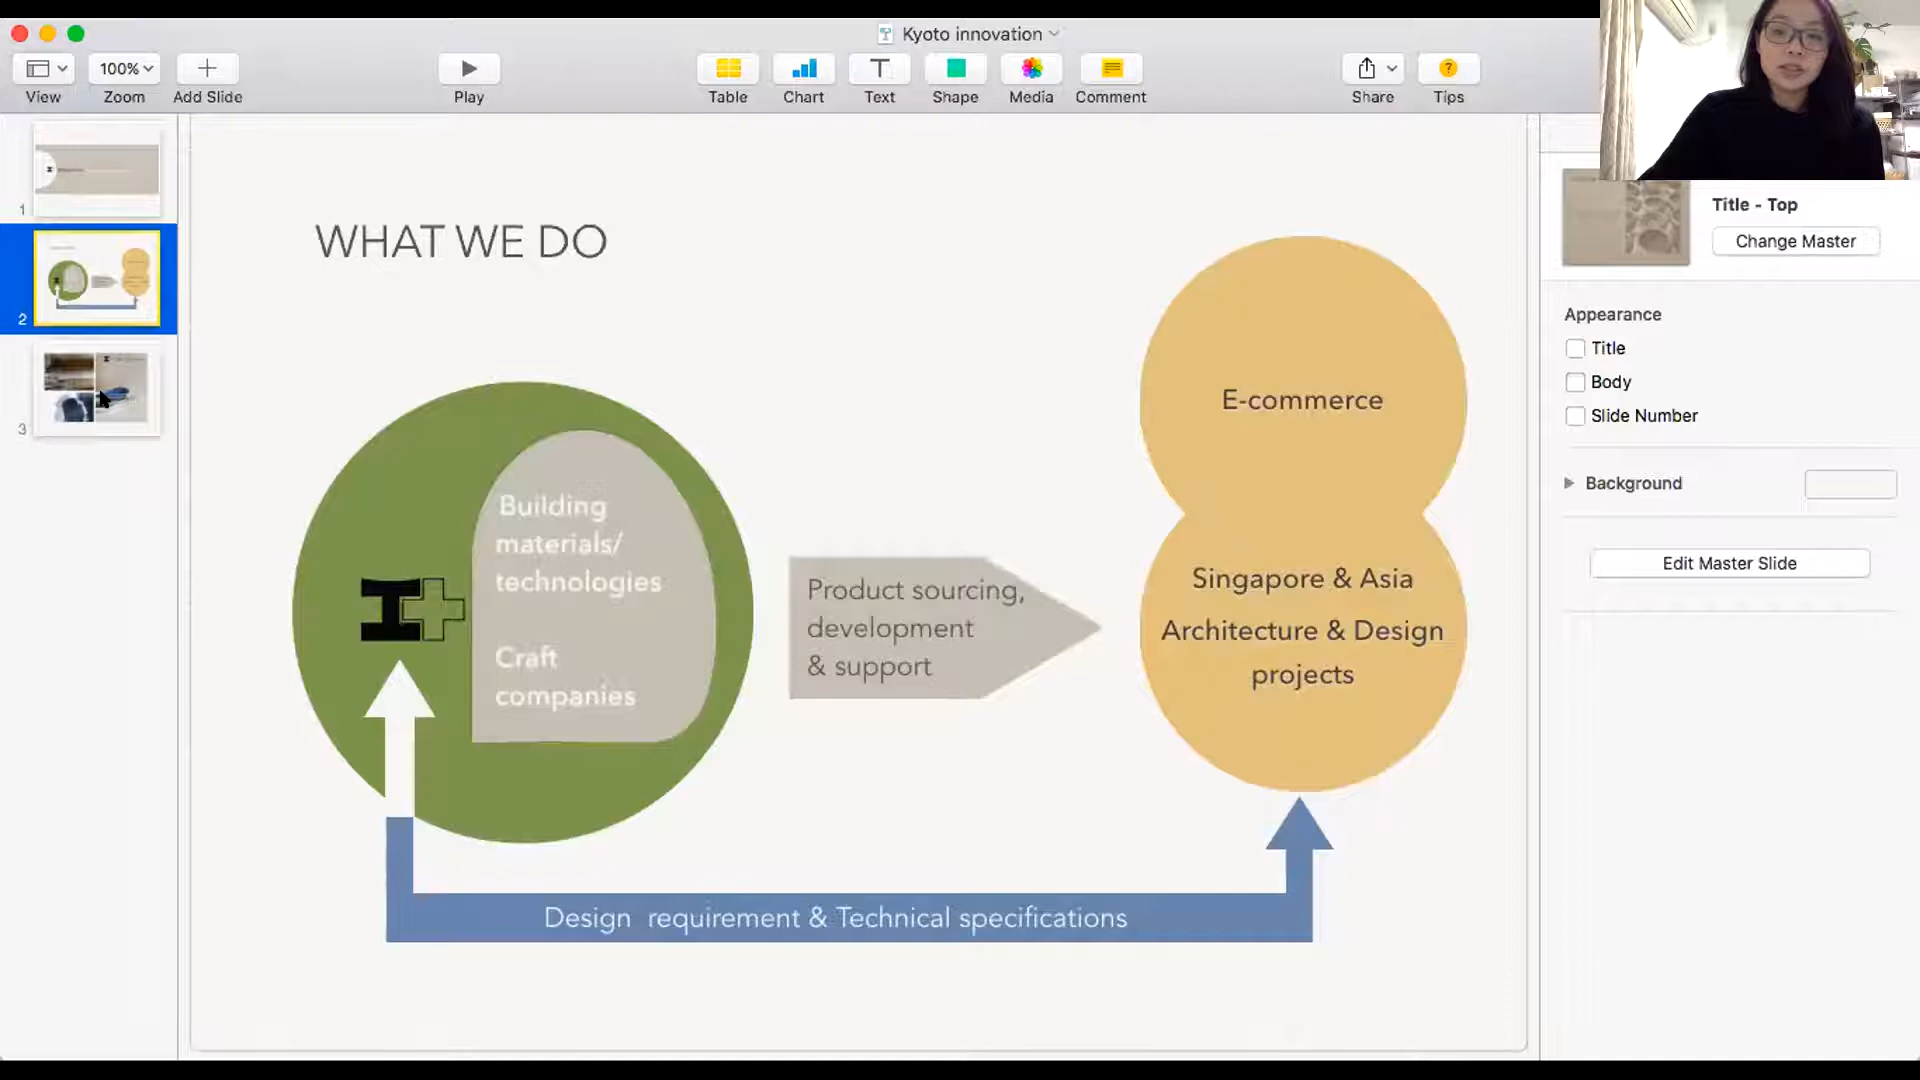 Kyoto innovation
100%
View
Zoom
Add Slide
Play
Table
Chart
Text
Shape
Media
Comment
Share
Tips
1
2
3
WHAT WE DO
Building
materials/
technologies
Craft
companies
Product sourcing,
development
& support
E-commerce
Singapore & Asia
Architecture & Design
projects
Design requirement & Technical specifications
Title - Top
Change Master
Appearance
Title
Body
Slide Number
Background
Edit Master Slide